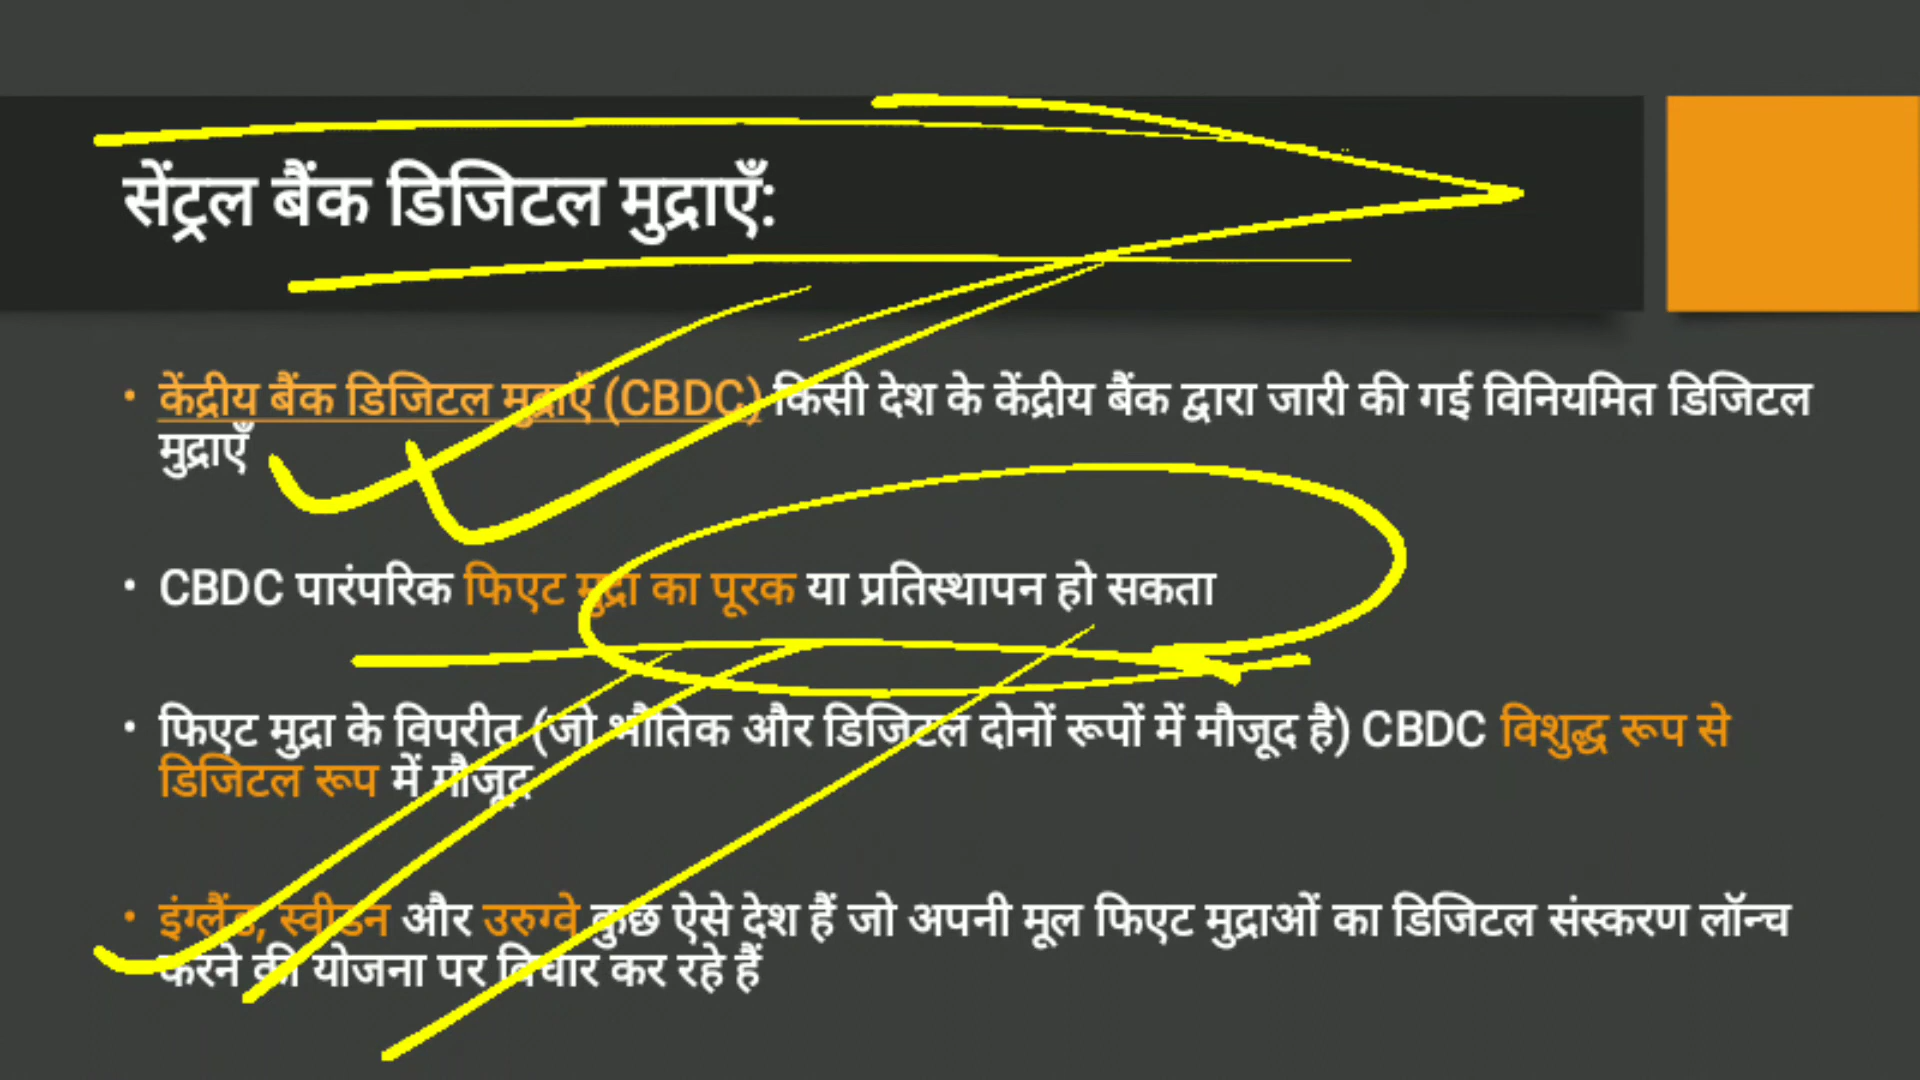 सेंट्रल बैंक डिजिटल मुद्राएँ:
• केंद्रीय बैंक डिजिटल मुद्राएँ (CBDC) किसी देश के केंद्रीय बैंक द्वारा जारी की गई विनियमित डिजिटल
मुद्राएँ
• CBDC पारंपरिक फिएट मुद्रा का पूरक या प्रतिस्थापन हो सकता
• फिएट मुद्रा के विपरीत (जो भौतिक और डिजिटल दोनों रूपों में मौजूद है) CBDC विशुद्ध रूप से
डिजिटल रूप में मौजूद
• इंग्लैंड, स्वीडन और उरुग्वे कुछ ऐसे देश हैं जो अपनी मूल फिएट मुद्राओं का डिजिटल संस्करण लॉन्च
करने की योजना पर विचार कर रहे हैं